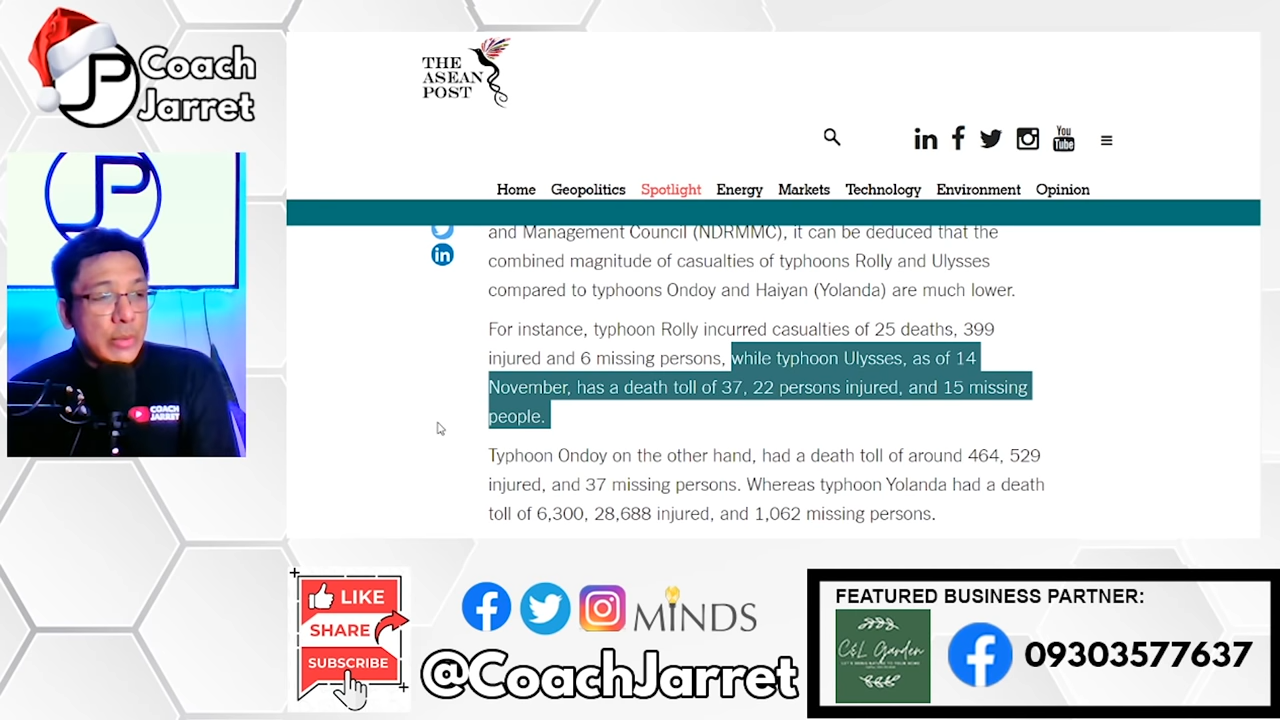 Coach
Jarret
THE
ASEAN
POST
You
Tube
Home Geopolitics Spotlight Energy Markets Technology Environment Opinion
and Management Council (NDRMMC), it can be deduced that the
combined magnitude of casualties of typhoons Rolly and Ulysses
compared to typhoons Ondoy and Haiyan (Yolanda) are much lower.
For instance, typhoon Rolly incurred casualties of 25 deaths, 399
injured and 6 missing persons, while typhoon Ulysses, as of 14
November, has a death toll of 37, 22 persons injured, and 15 missing
people.
Typhoon Ondoy on the other hand, had a death toll of around 464, 529
injured, and 37 missing persons. Whereas typhoon Yolanda had a death
toll of 6,300, 28,688 injured, and 1,062 missing persons.
COACH
JARRET
LIKE
SHARE
SUBSCRIBE
MINDS
@CoachJarret
FEATURED BUSINESS PARTNER:
C&L Garden
09303577637